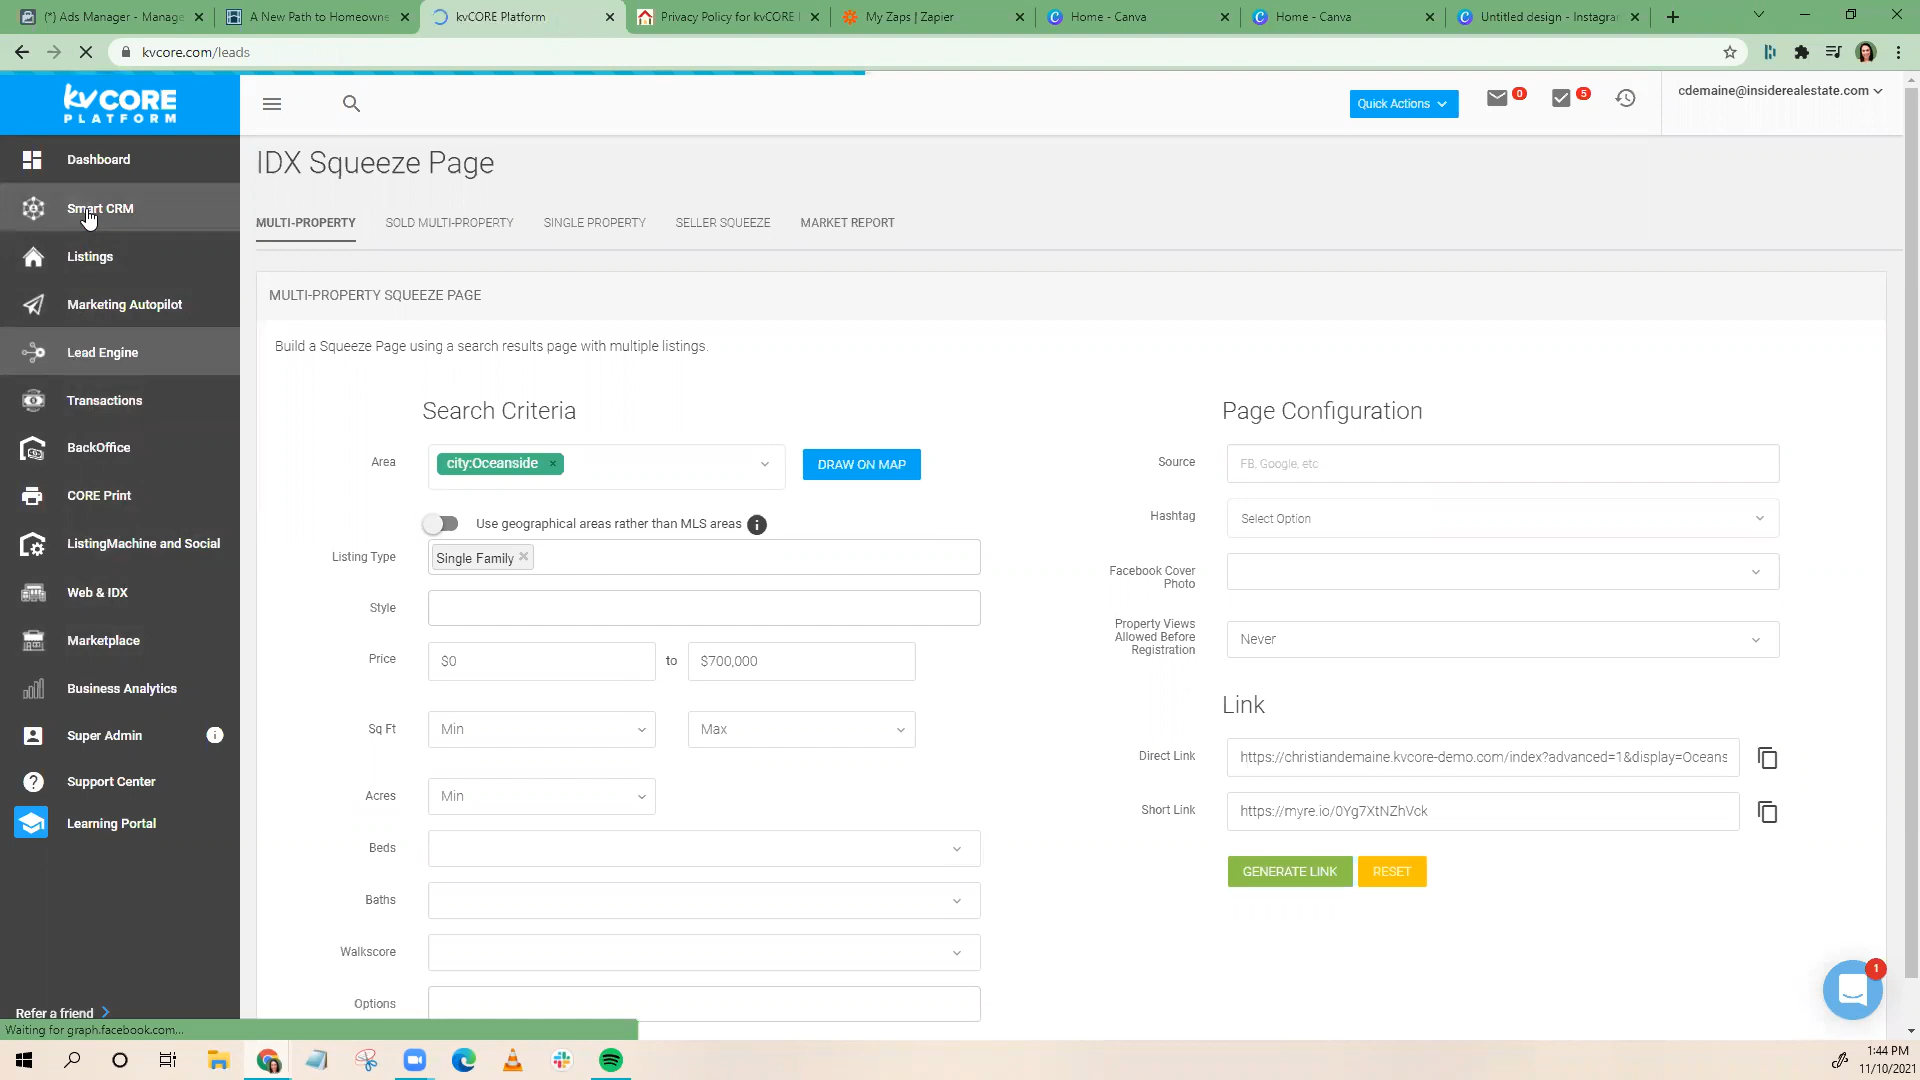 (*) Ads Manager - Manage
A New Path to Homeowne
kvCORE Platform
Privacy Policy for kvCORE
My Zaps | Zapier
Home - Canva
Home - Canva
Untitled design - Instagra
kvcore.com/leads
kvCORE
PLATFORM
Quick Actions
0
5
cdemaine@insiderealestate.com
Dashboard
Smart CRM
Listings
Marketing Autopilot
Lead Engine
Transactions
BackOffice
CORE Print
ListingMachine and Social
Web & IDX
Marketplace
Business Analytics
Super Admin
Support Center
Learning Portal
Refer a friend
IDX Squeeze Page
MULTI-PROPERTY SOLD MULTI-PROPERTY SINGLE PROPERTY SELLER SQUEEZE MARKET REPORT
MULTI-PROPERTY SQUEEZE PAGE
Build a Squeeze Page using a search results page with multiple listings.
Search Criteria
Area city:Oceanside × DRAW ON MAP
Use geographical areas rather than MLS areas i
Listing Type Single Family ×
Style
Price $0 to $700,000
Sq Ft Min Max
Acres Min
Beds
Baths
Walkscore
Options
Page Configuration
Source FB, Google, etc
Hashtag Select Option
Facebook Cover
Photo
Property Views
Allowed Before
Registration
Never
Link
Direct Link https://christiandemaine.kvcore-demo.com/index?advanced=1&display=Oceans
Short Link https://myre.io/0Yg7XtNZhVck
GENERATE LINK RESET
1
Waiting for graph.facebook.com...
1:44 PM
11/10/2021